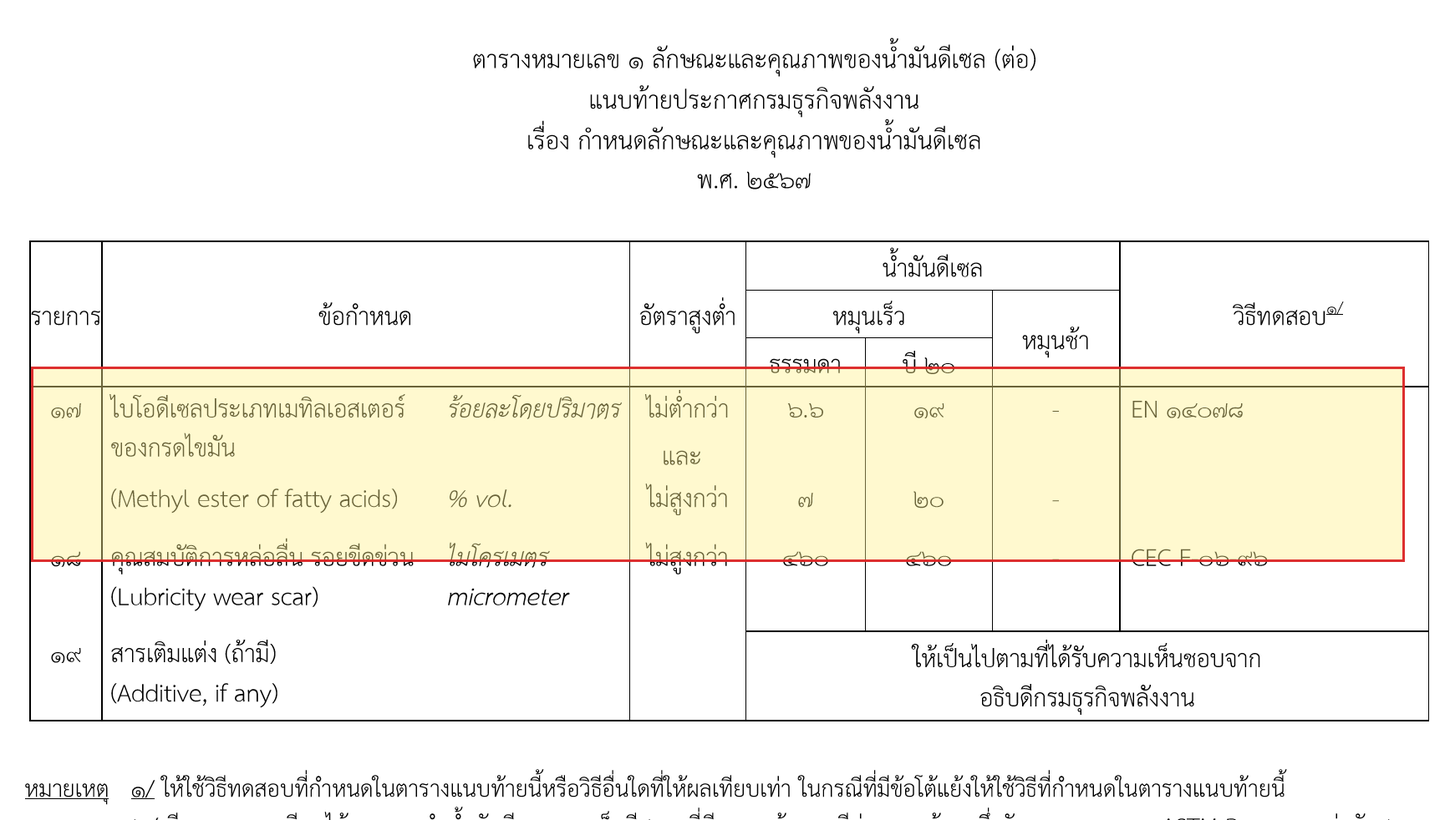 ตารางหมายเลข ๑ ลักษณะและคุณภาพของน้ำมันดีเซล (ต่อ)
แนบท้ายประกาศกรมธุรกิจพลังงาน
เรื่อง กำหนดลักษณะและคุณภาพของน้ำมันดีเซล
พ.ศ. ๒๕๖๗
น้ำมันดีเซล
รายการ ข้อกำหนด อัตราสูงต่ำ หมุนเร็ว หมุนช้า วิธีทดสอบ๑/
ธรรมดา บี ๒๐
๑๗ ไบโอดีเซลประเภทเมทิลเอสเตอร์ ร้อยละโดยปริมาตร ไม่ต่ำกว่า ๖.๖ ๑๙ - EN ๑๔๐๗๘
ของกรดไขมัน และ
(Methyl ester of fatty acids) % vol. ไม่สูงกว่า ๗ ๒๐ -
๑๘ คุณสมบัติการหล่อลื่น รอยขีดข่วน ไมโครเมตร ไม่สูงกว่า ๔๖๐ ๔๖๐ - CEC F ๐๖ ๙๖
(Lubricity wear scar) micrometer
๑๙ สารเติมแต่ง (ถ้ามี) ให้เป็นไปตามที่ได้รับความเห็นชอบจาก
(Additive, if any) อธิบดีกรมธุรกิจพลังงาน
หมายเหตุ ๑/ ให้ใช้วิธีทดสอบที่กำหนดในตารางแนบท้ายนี้หรือวิธีอื่นใดที่ให้ผลเทียบเท่า ในกรณีที่มีข้อโต้แย้งให้ใช้วิธีที่กำหนดในตารางแนบท้ายนี้